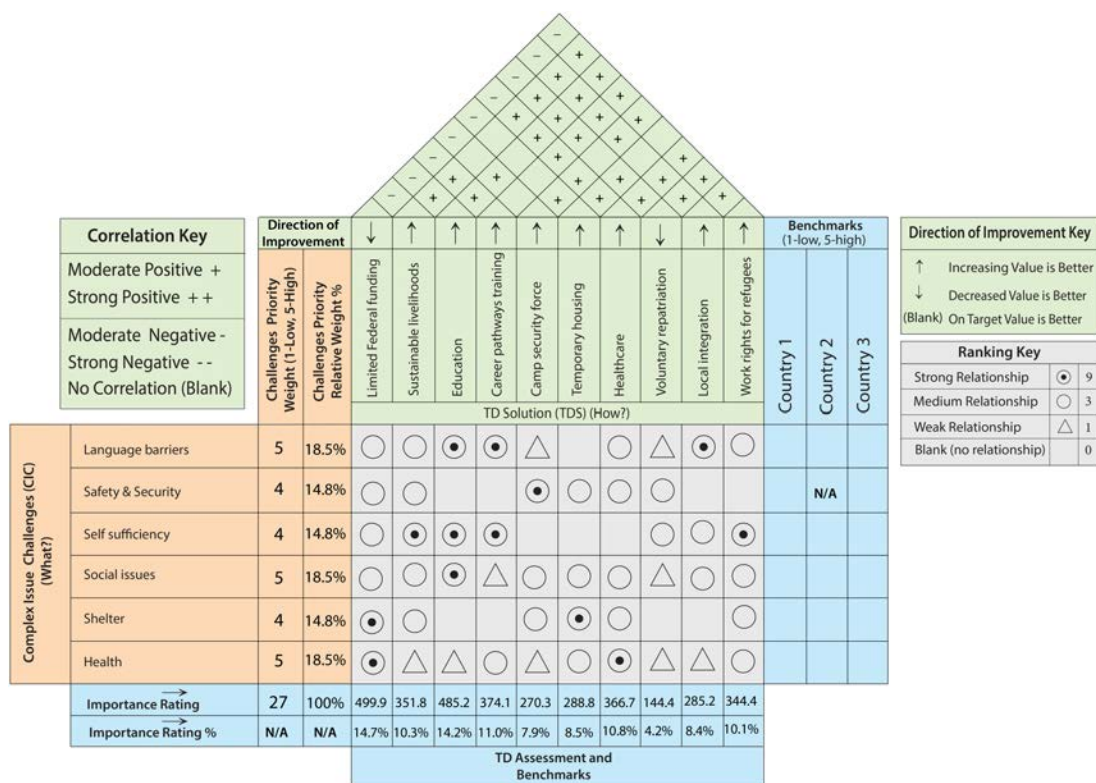 Correlation Key
Moderate Positive +
Strong Positive ++
Moderate Negative -
Strong Negative --
No Correlation (Blank)
Direction of
Improvement
Challenges Priority
Weight (1-Low, 5-High)
Challenges Priority
Relative Weight %
↓ ↑ ↑ ↑ ↑ ↑ ↑ ↓ ↑ ↑
Limited Federal funding
Sustainable livelihoods
Education
Career pathways training
Camp security force
Temporary housing
Healthcare
Voluntary repatriation
Local integration
Work rights for refugees
TD Solution (TDS) (How?)
Benchmarks
(1-low, 5-high)
Country 1
Country 2
Country 3
Direction of Improvement Key
↑ Increasing Value is Better
↓ Decreased Value is Better
(Blank) On Target Value is Better
Ranking Key
Strong Relationship 9
Medium Relationship 3
Weak Relationship 1
Blank (no relationship) 0
Complex Issue Challenges (CIC)
(What?)
Language barriers 5 18.5%
Safety & Security 4 14.8% N/A
Self sufficiency 4 14.8%
Social issues 5 18.5%
Shelter 4 14.8%
Health 5 18.5%
Importance Rating 27 100% 499.9 351.8 485.2 374.1 270.3 288.8 366.7 144.4 285.2 344.4
Importance Rating % N/A N/A 14.7% 10.3% 14.2% 11.0% 7.9% 8.5% 10.8% 4.2% 8.4% 10.1%
TD Assessment and
Benchmarks